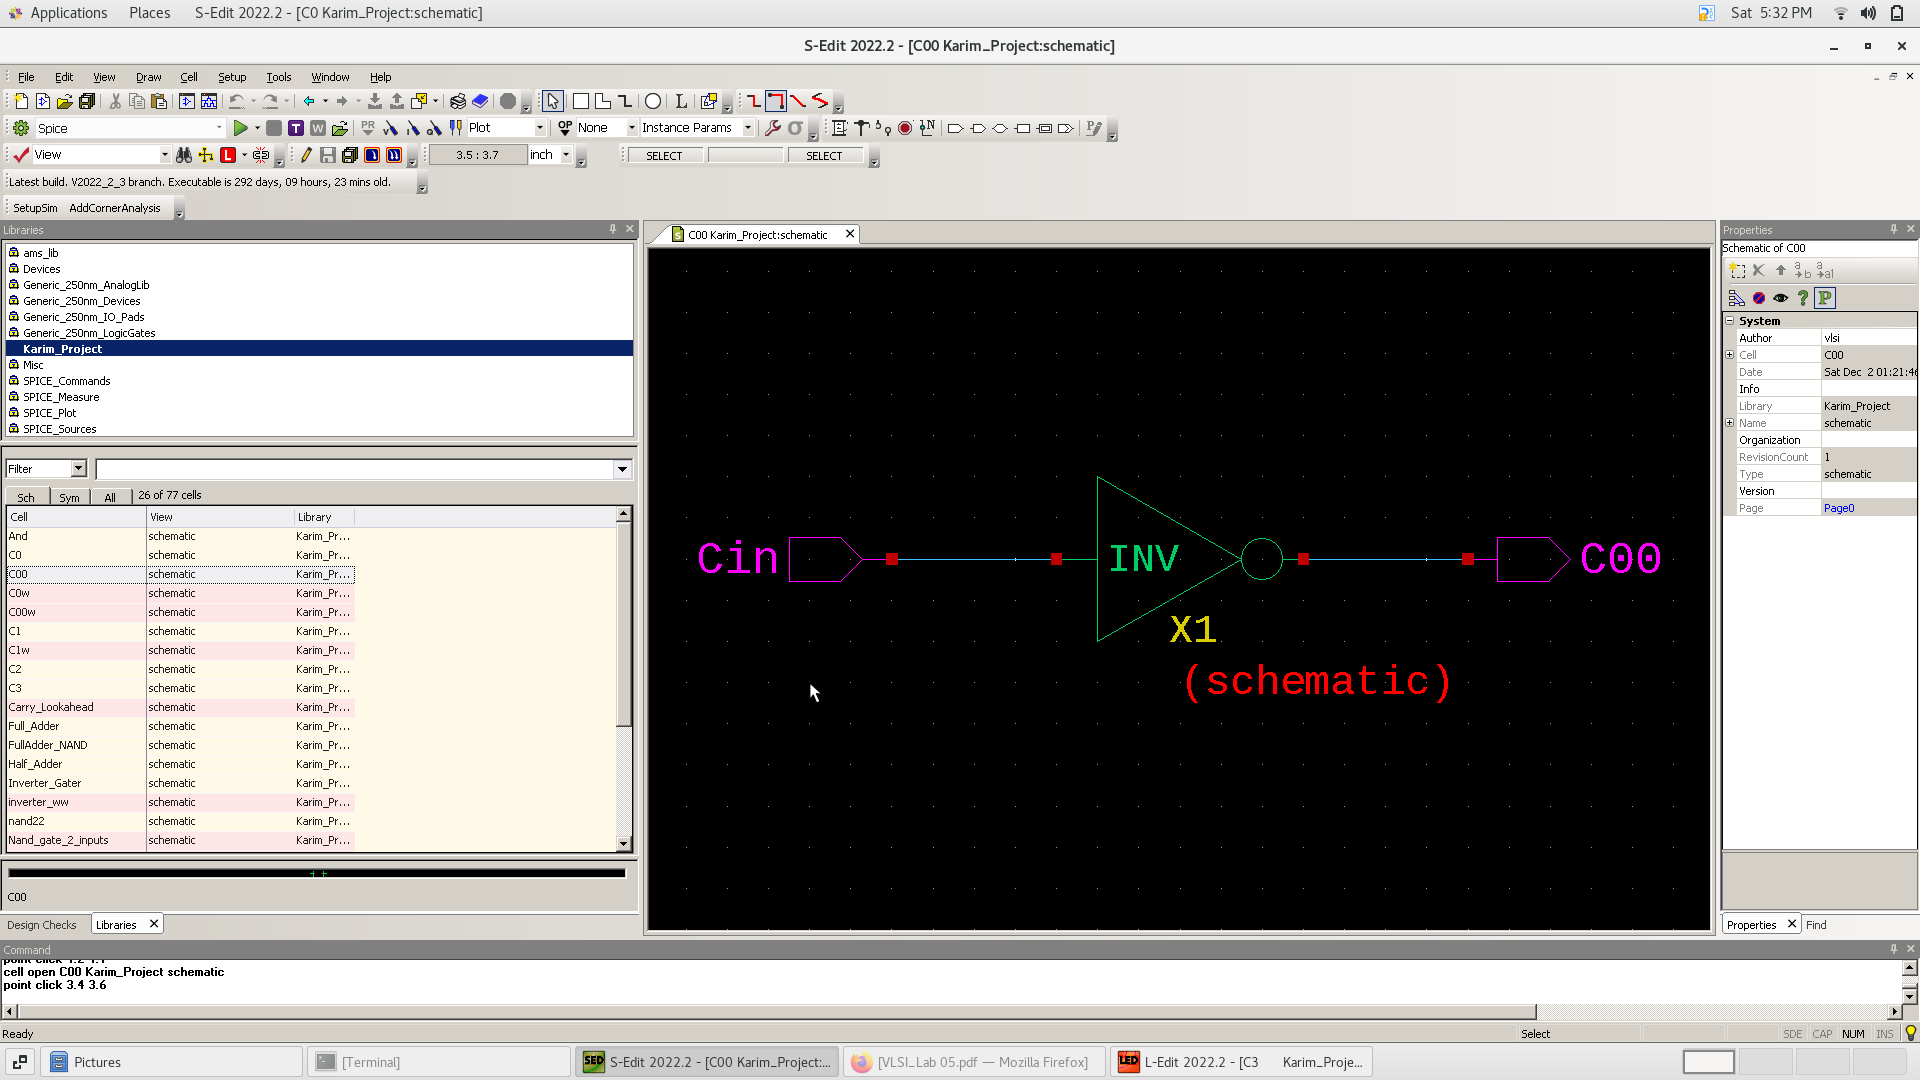 Applications Places S-Edit 2022.2 - [C0 Karim_Project:schematic] Sat 5:32 PM
S-Edit 2022.2 - [C00 Karim_Project:schematic]
File Edit View Draw Cell Setup Tools Window Help
Spice Plot None Instance Params
View 3.5 : 3.7 inch SELECT SELECT
Latest build. V2022_2_3 branch. Executable is 292 days, 09 hours, 23 mins old.
SetupSim AddCornerAnalysis
Libraries
ams_lib
Devices
Generic_250nm_AnalogLib
Generic_250nm_Devices
Generic_250nm_IO_Pads
Generic_250nm_LogicGates
Karim_Project
Misc
SPICE_Commands
SPICE_Measure
SPICE_Plot
SPICE_Sources
Filter
Sch Sym All 26 of 77 cells
Cell View Library
And schematic Karim_Pr...
C0 schematic Karim_Pr...
C00 schematic Karim_Pr...
C0w schematic Karim_Pr...
C00w schematic Karim_Pr...
C1 schematic Karim_Pr...
C1w schematic Karim_Pr...
C2 schematic Karim_Pr...
C3 schematic Karim_Pr...
Carry_Lookahead schematic Karim_Pr...
Full_Adder schematic Karim_Pr...
FullAdder_NAND schematic Karim_Pr...
Half_Adder schematic Karim_Pr...
Inverter_Gater schematic Karim_Pr...
inverter_ww schematic Karim_Pr...
nand22 schematic Karim_Pr...
Nand_gate_2_inputs schematic Karim_Pr...
C00
Design Checks Libraries
C00 Karim_Project:schematic
Cin INV C00
X1
(schematic)
Properties
Schematic of C00
System
Author vlsi
Cell C00
Date Sat Dec 2 01:21:46
Info
Library Karim_Project
Name schematic
Organization
RevisionCount 1
Type schematic
Version
Page Page0
Properties Find
Command
cell open C00 Karim_Project schematic
point click 3.4 3.6
Ready Select SDE CAP NUM INS
Pictures [Terminal] S-Edit 2022.2 - [C00 Karim_Project:... [VLSI_Lab 05.pdf — Mozilla Firefox] L-Edit 2022.2 - [C3 Karim_Proje...